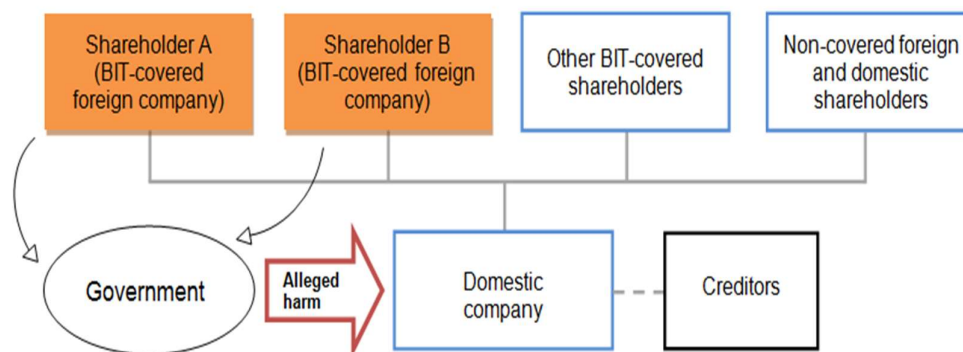 Shareholder A
(BIT-covered
foreign company)
Shareholder B
(BIT-covered foreign
company)
Other BIT-covered
shareholders
Non-covered foreign
and domestic
shareholders
Government
Alleged
harm
Domestic
company
Creditors